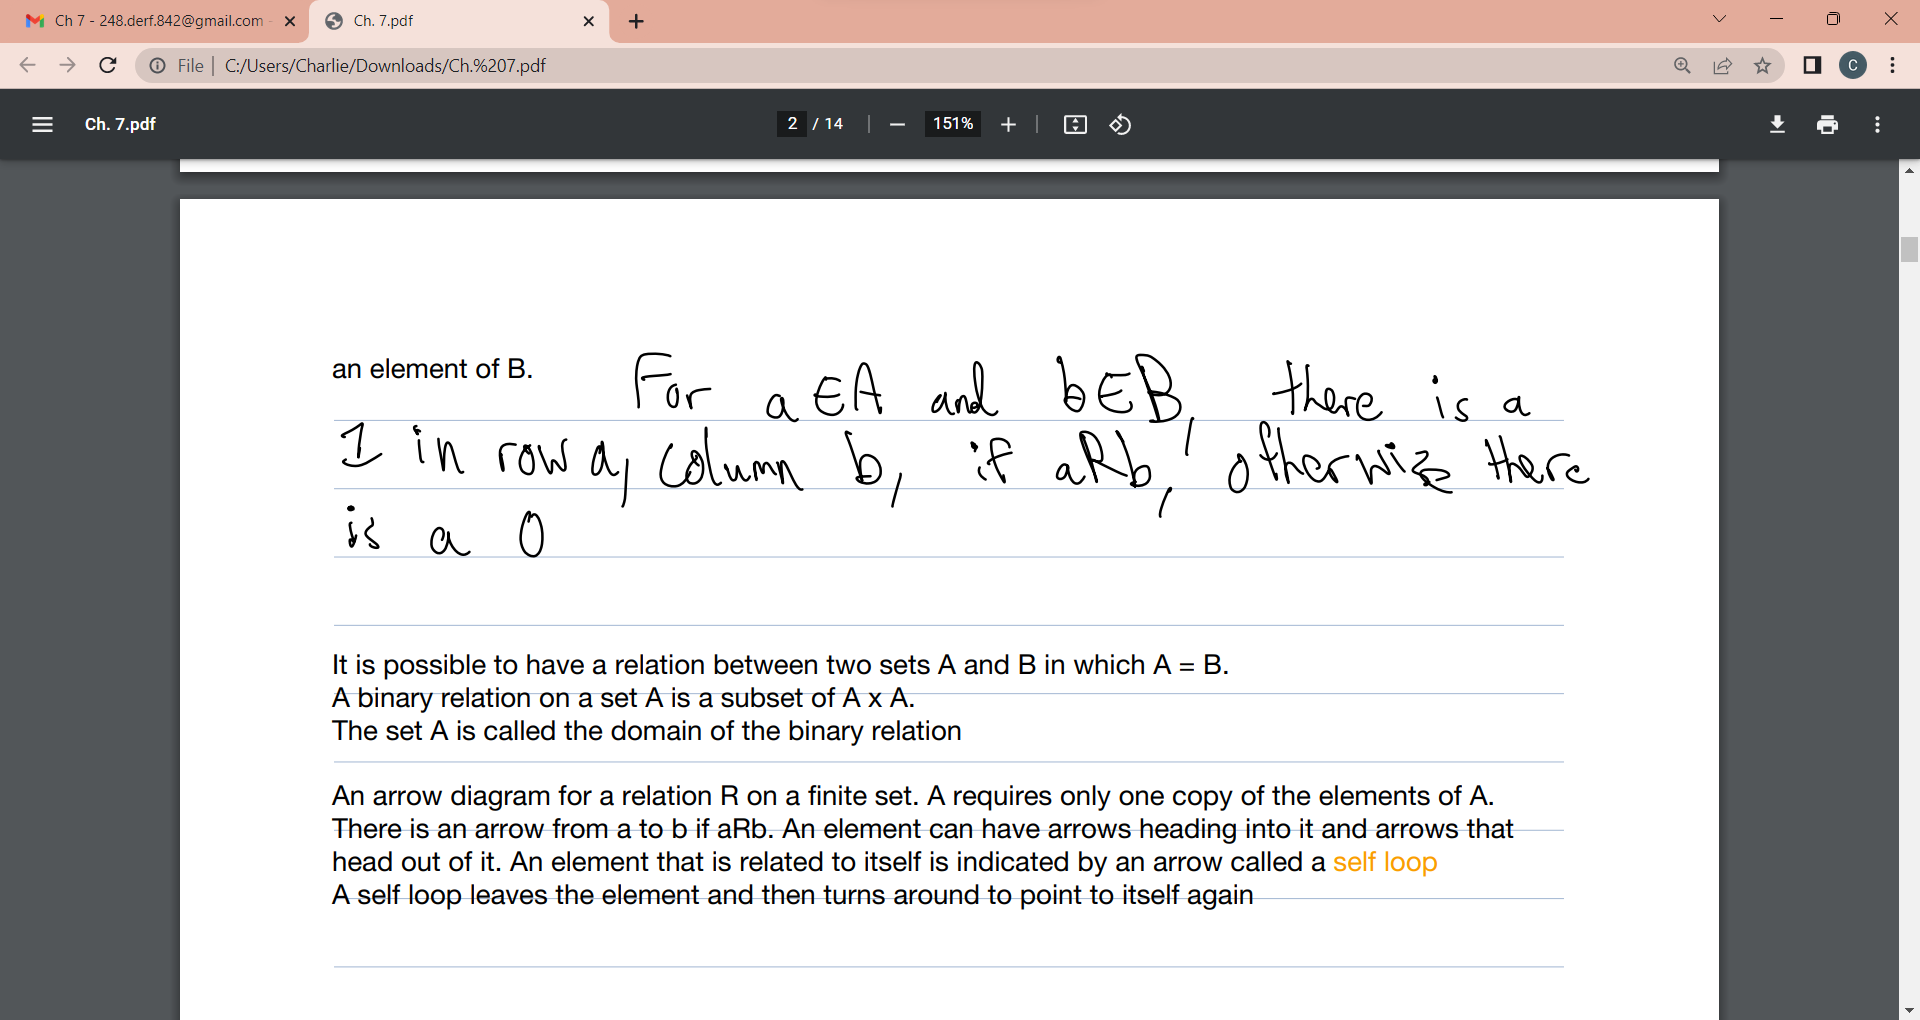 Ch 7 - 248.derf.842@gmail.com -
Ch. 7.pdf
File | C:/Users/Charlie/Downloads/Ch.%207.pdf
C
Ch. 7.pdf
2 / 14
151%
an element of B. For a ∈ A and b ∈ B, there is a
1 in row a, column b, if aRb, otherwise there
is a 0
It is possible to have a relation between two sets A and B in which A = B.
A binary relation on a set A is a subset of A x A.
The set A is called the domain of the binary relation
An arrow diagram for a relation R on a finite set. A requires only one copy of the elements of A.
There is an arrow from a to b if aRb. An element can have arrows heading into it and arrows that
head out of it. An element that is related to itself is indicated by an arrow called a self loop
A self loop leaves the element and then turns around to point to itself again